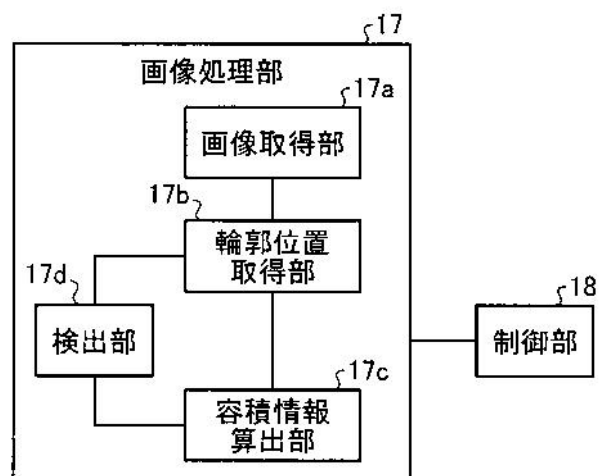 17
画像処理部
17a
画像取得部
17b
輪郭位置
取得部
17d
検出部
18
制御部
17c
容積情報
算出部